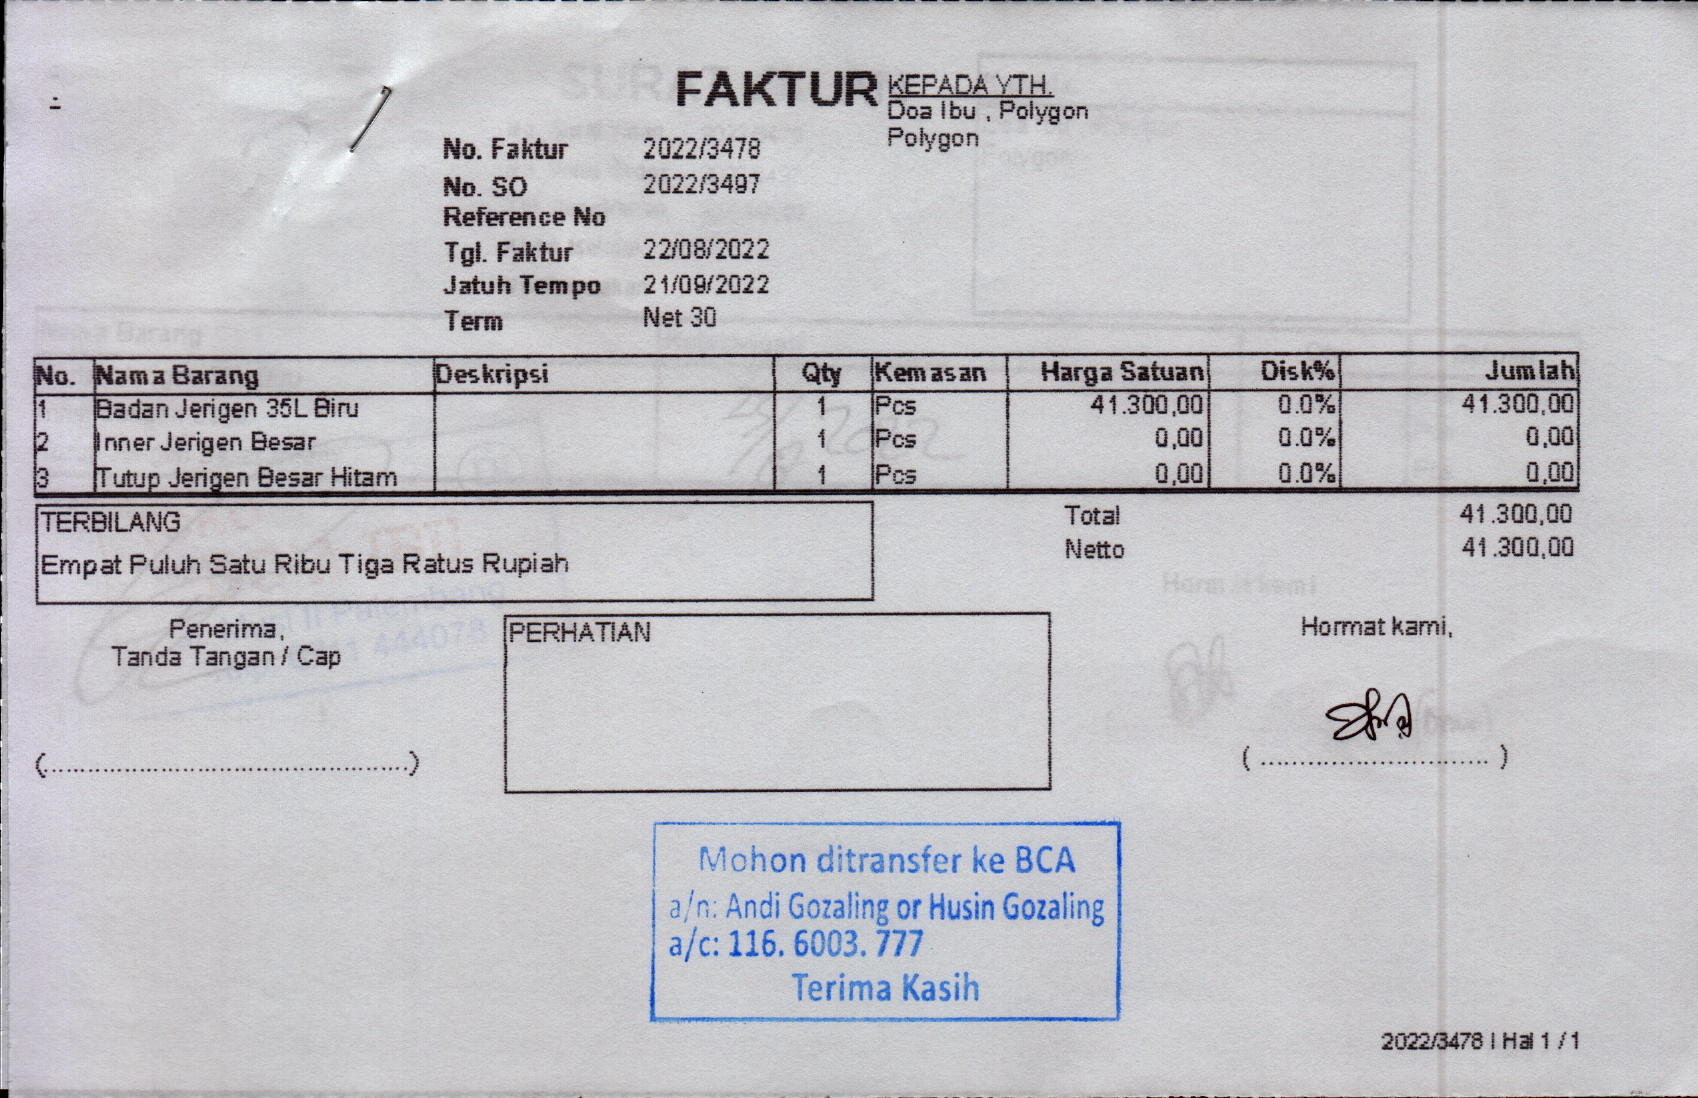 FAKTUR
KEPADA YTH.
Doa Ibu , Polygon
Polygon
No. Faktur 2022/3478
No. SO 2022/3497
Reference No
Tgl. Faktur 22/08/2022
Jatuh Tempo 21/09/2022
Term Net 30
No. Nama Barang Deskripsi Qty Kemasan Harga Satuan Disk% Jumlah
1 Badan Jerigen 35L Biru 1 Pcs 41.300,00 0.0% 41.300,00
2 Inner Jerigen Besar 1 Pcs 0,00 0.0% 0,00
3 Tutup Jerigen Besar Hitam 1 Pcs 0,00 0.0% 0,00
TERBILANG
Empat Puluh Satu Ribu Tiga Ratus Rupiah
Total 41.300,00
Netto 41.300,00
Penerima,
Tanda Tangan / Cap
(..............................................)
PERHATIAN
Hormat kami,
( ............................. )
Mohon ditransfer ke BCA
a/n: Andi Gozaling or Husin Gozaling
a/c: 116. 6003. 777
Terima Kasih
2022/3478 | Hal 1 / 1